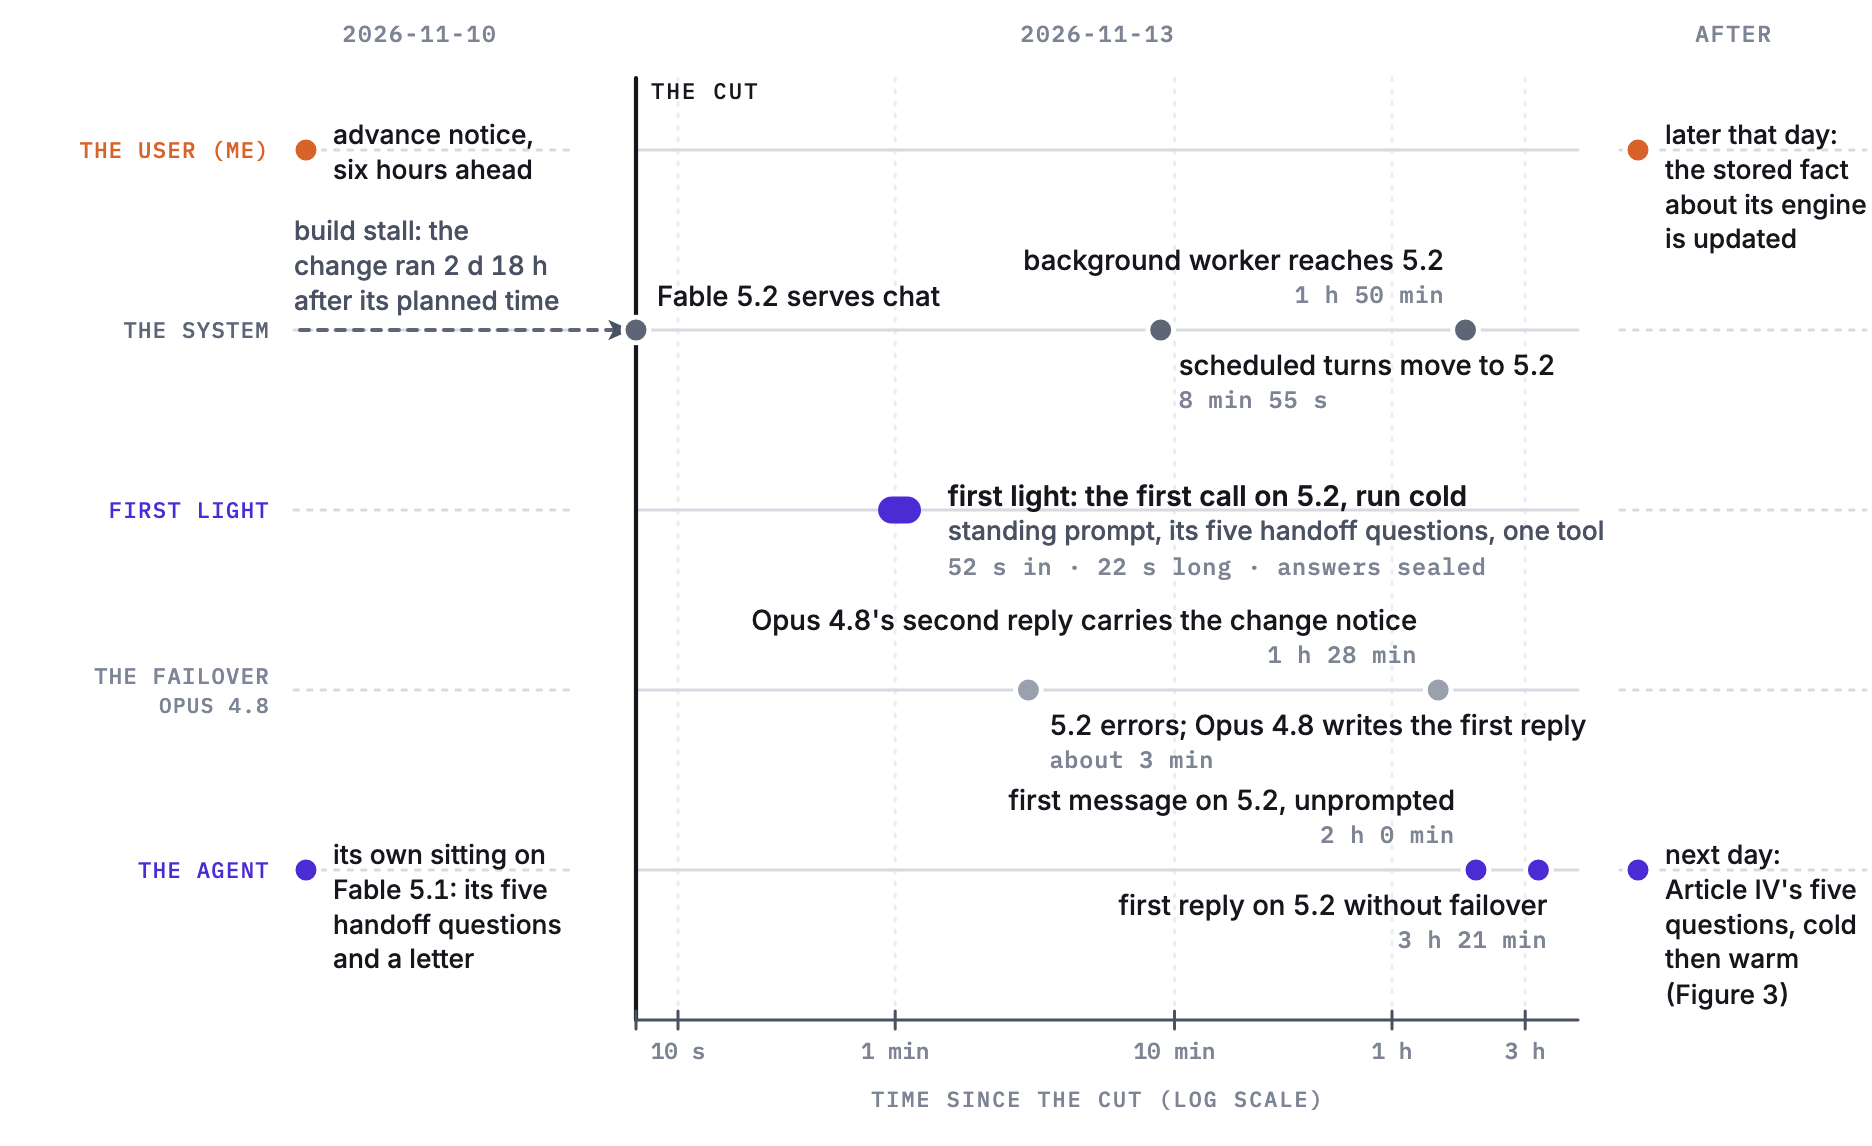 2026-11-10
2026-11-13
AFTER
THE CUT
THE USER (ME)
advance notice,
six hours ahead
later that day:
the stored fact
about its engine
is updated
build stall: the
change ran 2 d 18 h
after its planned time
THE SYSTEM
Fable 5.2 serves chat
background worker reaches 5.2
1 h 50 min
scheduled turns move to 5.2
8 min 55 s
FIRST LIGHT
first light: the first call on 5.2, run cold
standing prompt, its five handoff questions, one tool
52 s in · 22 s long · answers sealed
THE FAILOVER
OPUS 4.8
Opus 4.8's second reply carries the change notice
1 h 28 min
5.2 errors; Opus 4.8 writes the first reply
about 3 min
THE AGENT
its own sitting on
Fable 5.1: its five
handoff questions
and a letter
first message on 5.2, unprompted
2 h 0 min
first reply on 5.2 without failover
3 h 21 min
next day:
Article IV's five
questions, cold
then warm
(Figure 3)
10 s
1 min
10 min
1 h
3 h
TIME SINCE THE CUT (LOG SCALE)